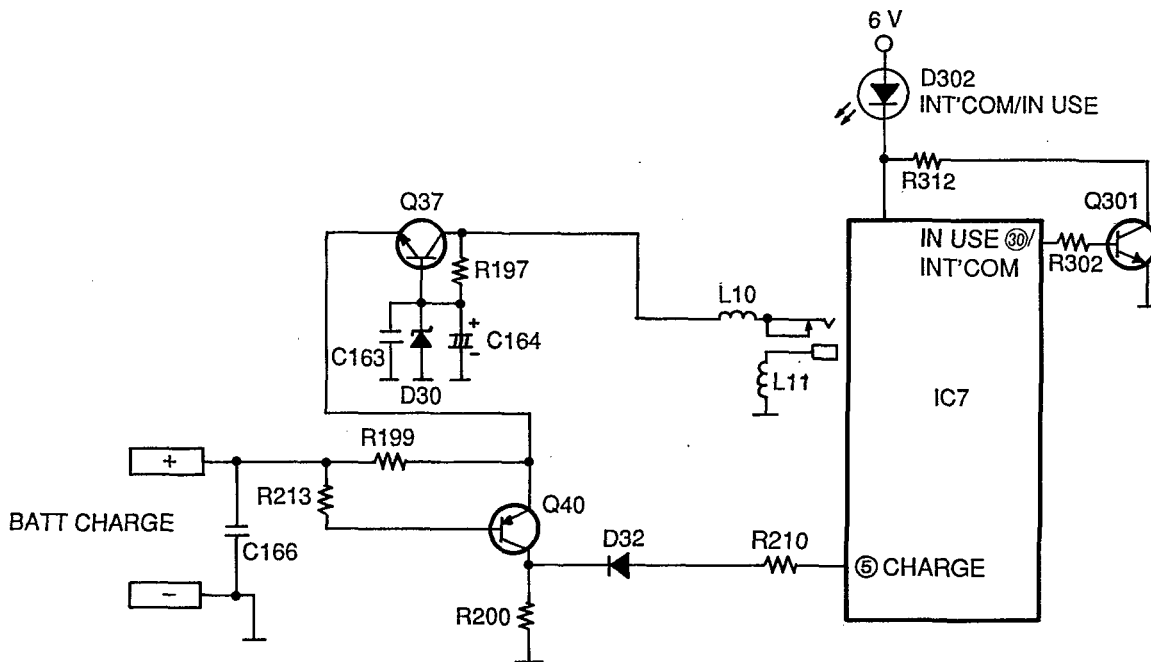 6 V
D302
INT'COM/IN USE
R312
Q301
Q37
R197
IN USE ㉚/
INT'COM
R302
L10
C163
C164
D30
L11
IC7
R199
+
R213
Q40
BATT CHARGE
C166
D32
R210
⑤ CHARGE
−
R200